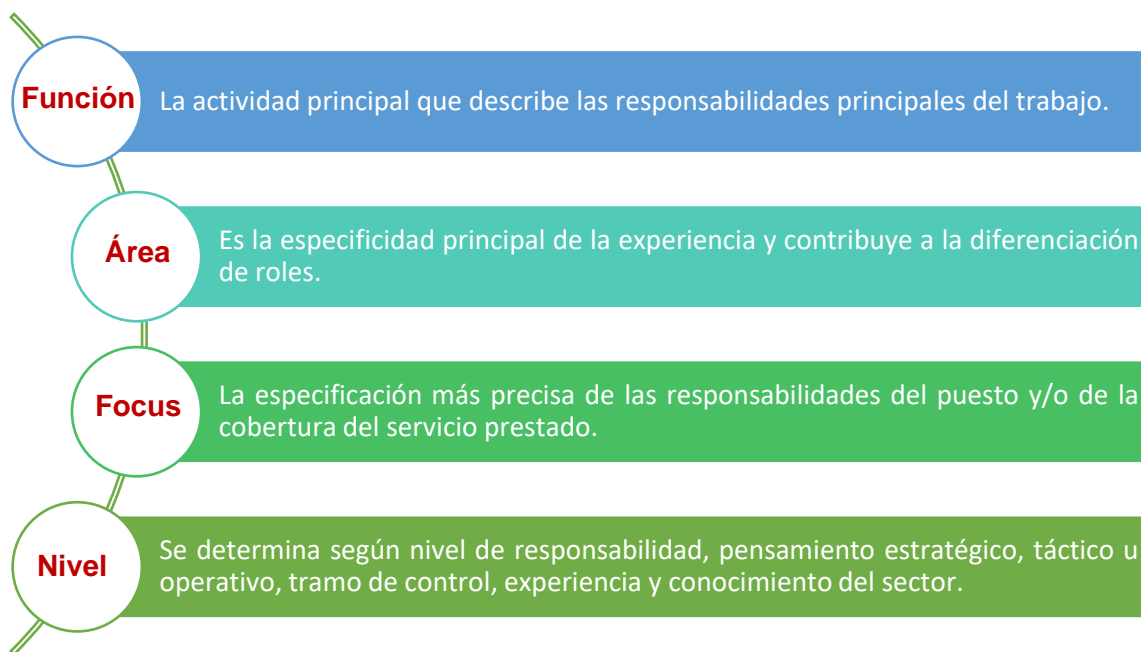 Función
La actividad principal que describe las responsabilidades principales del trabajo.
Área
Es la especificidad principal de la experiencia y contribuye a la diferenciación
de roles.
Focus
La especificación más precisa de las responsabilidades del puesto y/o de la
cobertura del servicio prestado.
Nivel
Se determina según nivel de responsabilidad, pensamiento estratégico, táctico u
operativo, tramo de control, experiencia y conocimiento del sector.